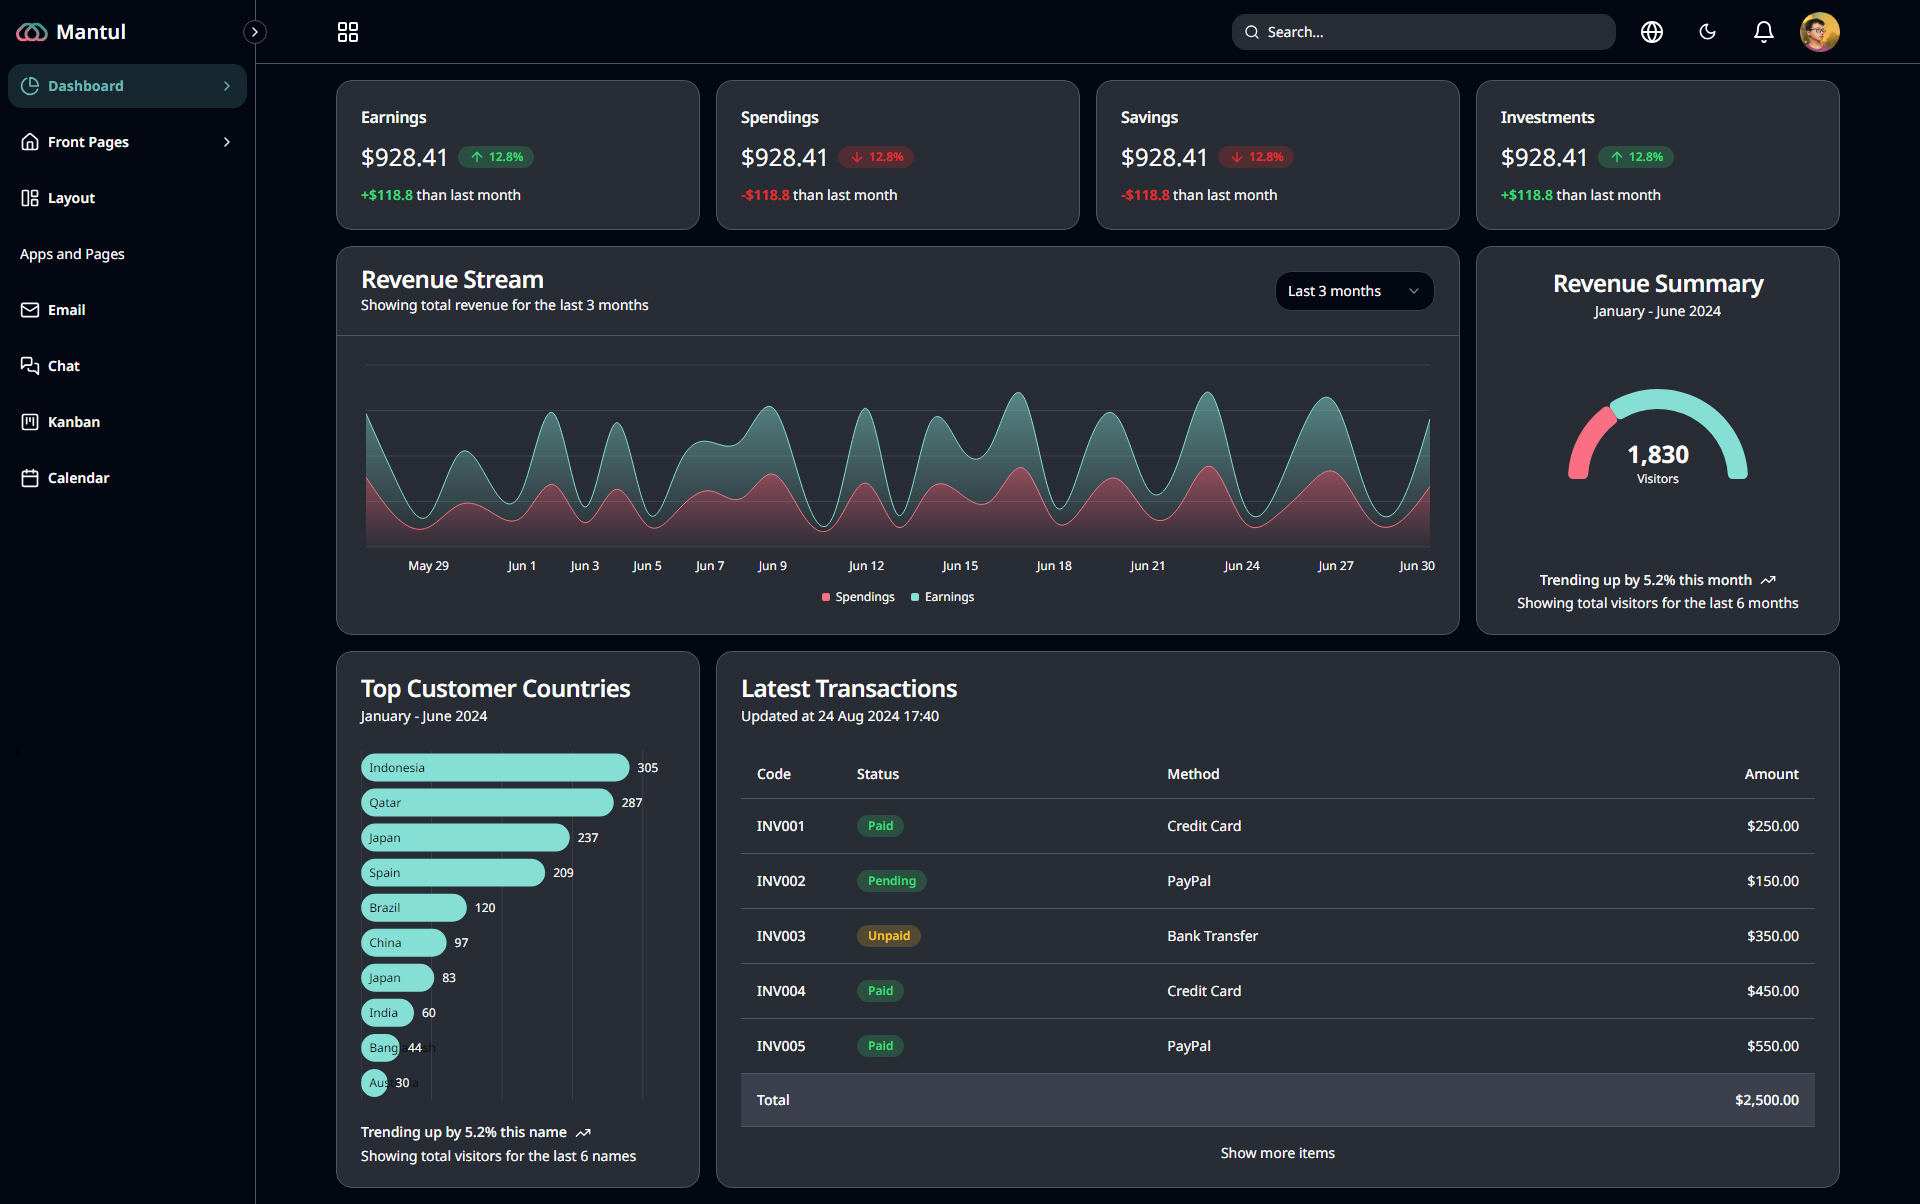 Mantul
Search...
Dashboard
Front Pages
Layout
Apps and Pages
Email
Chat
Kanban
Calendar
Earnings
$928.41 12.8%
+$118.8 than last month
Spendings
$928.41 12.8%
-$118.8 than last month
Savings
$928.41 12.8%
-$118.8 than last month
Investments
$928.41 12.8%
+$118.8 than last month
Revenue Stream
Showing total revenue for the last 3 months
Last 3 months
May 29 Jun 1 Jun 3 Jun 5 Jun 7 Jun 9 Jun 12 Jun 15 Jun 18 Jun 21 Jun 24 Jun 27 Jun 30
Spendings Earnings
Revenue Summary
January - June 2024
1,830
Visitors
Trending up by 5.2% this month
Showing total visitors for the last 6 months
Top Customer Countries
January - June 2024
Indonesia 305
Qatar 287
Japan 237
Spain 209
Brazil 120
China 97
Japan 83
India 60
44
30
Trending up by 5.2% this name
Showing total visitors for the last 6 names
Latest Transactions
Updated at 24 Aug 2024 17:40
Code Status Method Amount
INV001 Paid Credit Card $250.00
INV002 Pending PayPal $150.00
INV003 Unpaid Bank Transfer $350.00
INV004 Paid Credit Card $450.00
INV005 Paid PayPal $550.00
Total $2,500.00
Show more items